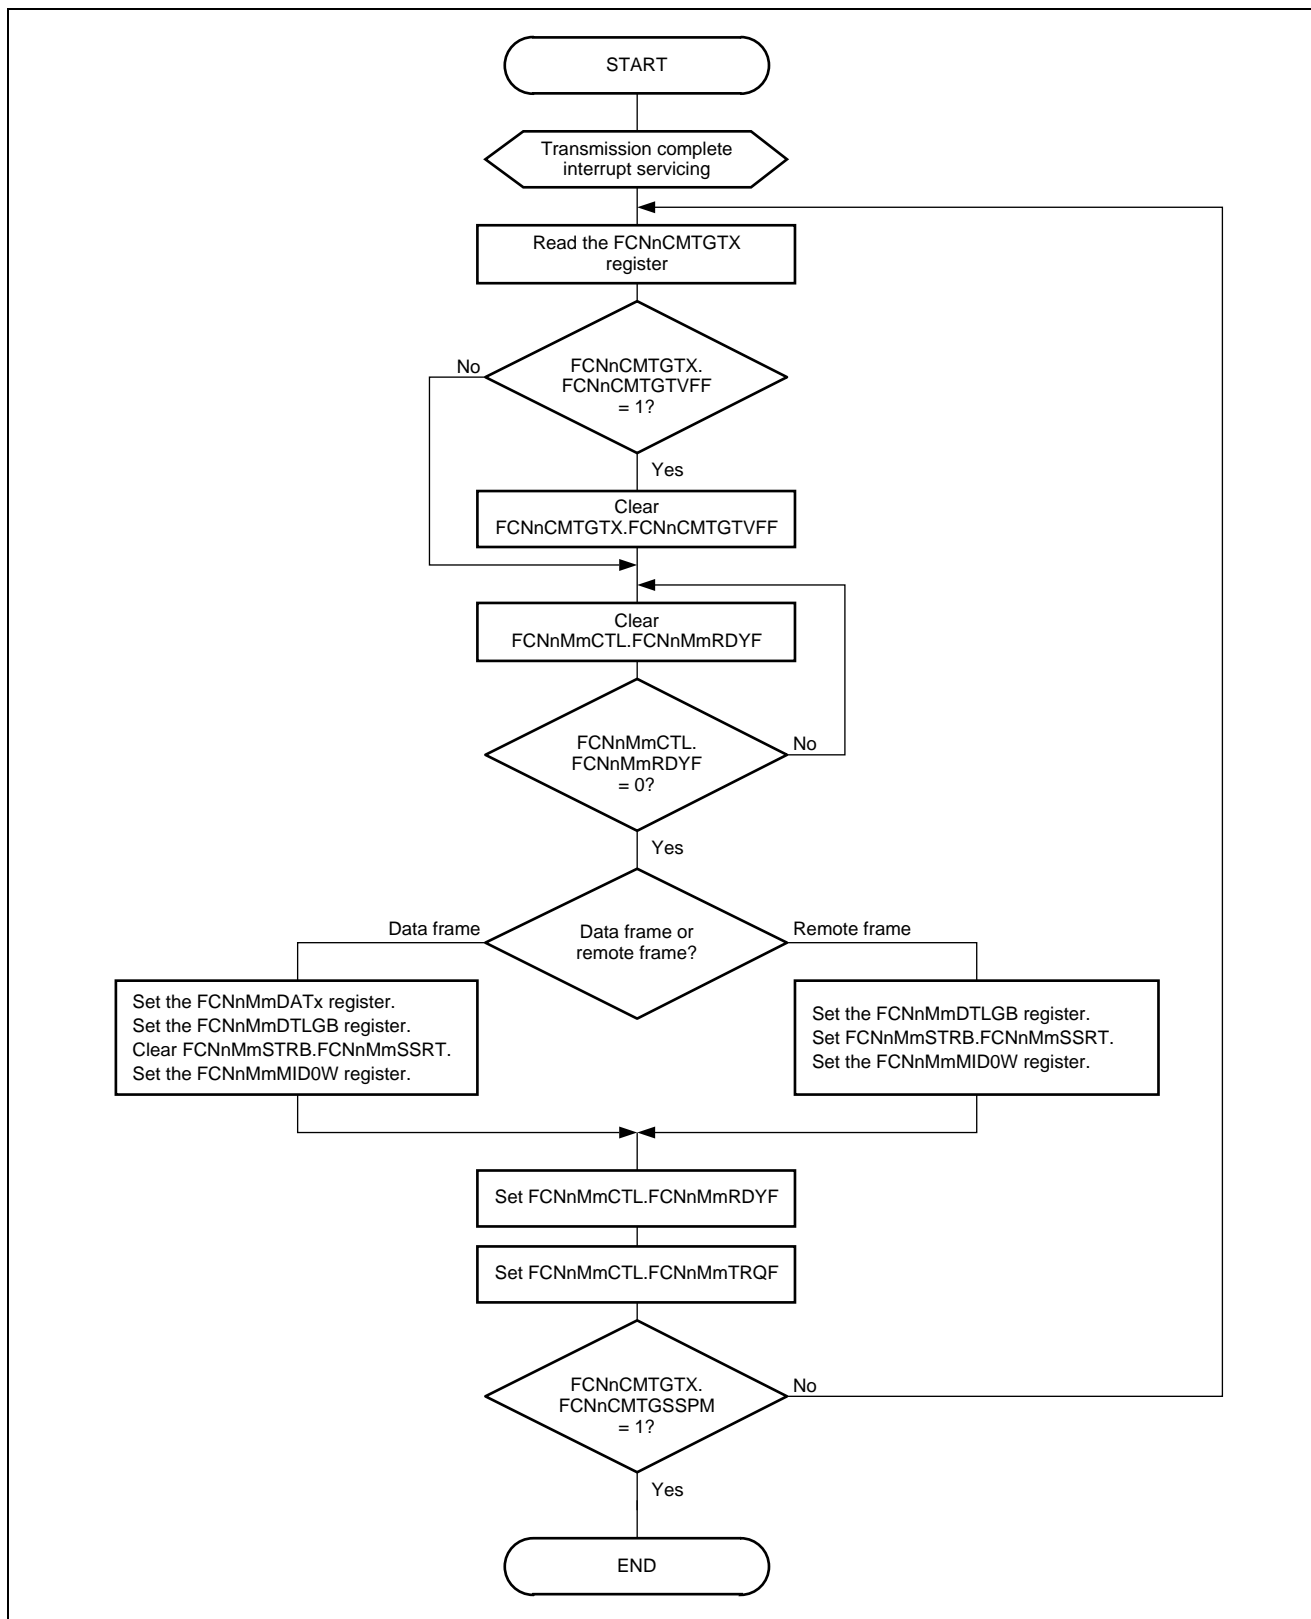 START
Transmission complete
interrupt servicing
Read the FCNnCMTGTX
register
FCNnCMTGTX.
FCNnCMTGTVFF
= 1?
No
Yes
Clear
FCNnCMTGTX.FCNnCMTGTVFF
Clear
FCNnMmCTL.FCNnMmRDYF
FCNnMmCTL.
FCNnMmRDYF
= 0?
No
Yes
Data frame or
remote frame?
Data frame
Remote frame
Set the FCNnMmDATx register.
Set the FCNnMmDTLGB register.
Clear FCNnMmSTRB.FCNnMmSSRT.
Set the FCNnMmMID0W register.
Set the FCNnMmDTLGB register.
Set FCNnMmSTRB.FCNnMmSSRT.
Set the FCNnMmMID0W register.
Set FCNnMmCTL.FCNnMmRDYF
Set FCNnMmCTL.FCNnMmTRQF
FCNnCMTGTX.
FCNnCMTGSSPM
= 1?
No
Yes
END